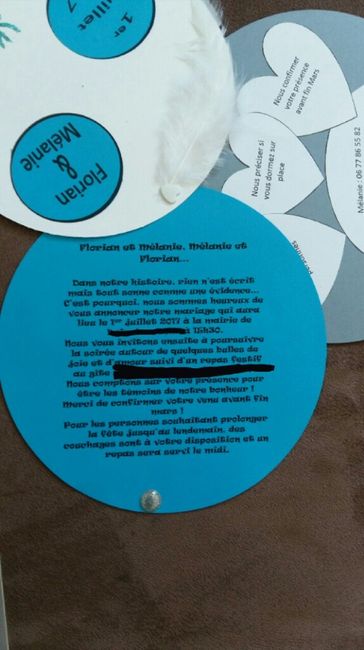 1er
juillet
7
Florian
&
Mélanie
Nous confirmer
votre présence
avant fin Mars
Nous préciser si
vous dormez sur
place
personnes
Mélanie : 06 77 86 55 82
Florian et Mélanie, Mélanie et
Florian...
Dans notre histoire, rien n'est écrit
mais tout sonne comme une évidence...
C'est pourquoi, nous sommes heureux de
vous annoncer notre mariage qui aura
lieu le 1er juillet 2017 à la mairie de
à 15h30.
Nous vous invitons ensuite à poursuivre
la soirée autour de quelques bulles de
joie et d'amour suivi d'un repas festif
au gîte
Nous comptons sur votre présence pour
être les témoins de notre bonheur !
Merci de confirmer votre venu avant fin
mars !
Pour les personnes souhaitant prolonger
la fête jusqu'au lendemain, des
couchages sont à votre disposition et un
repas sera servi le midi.